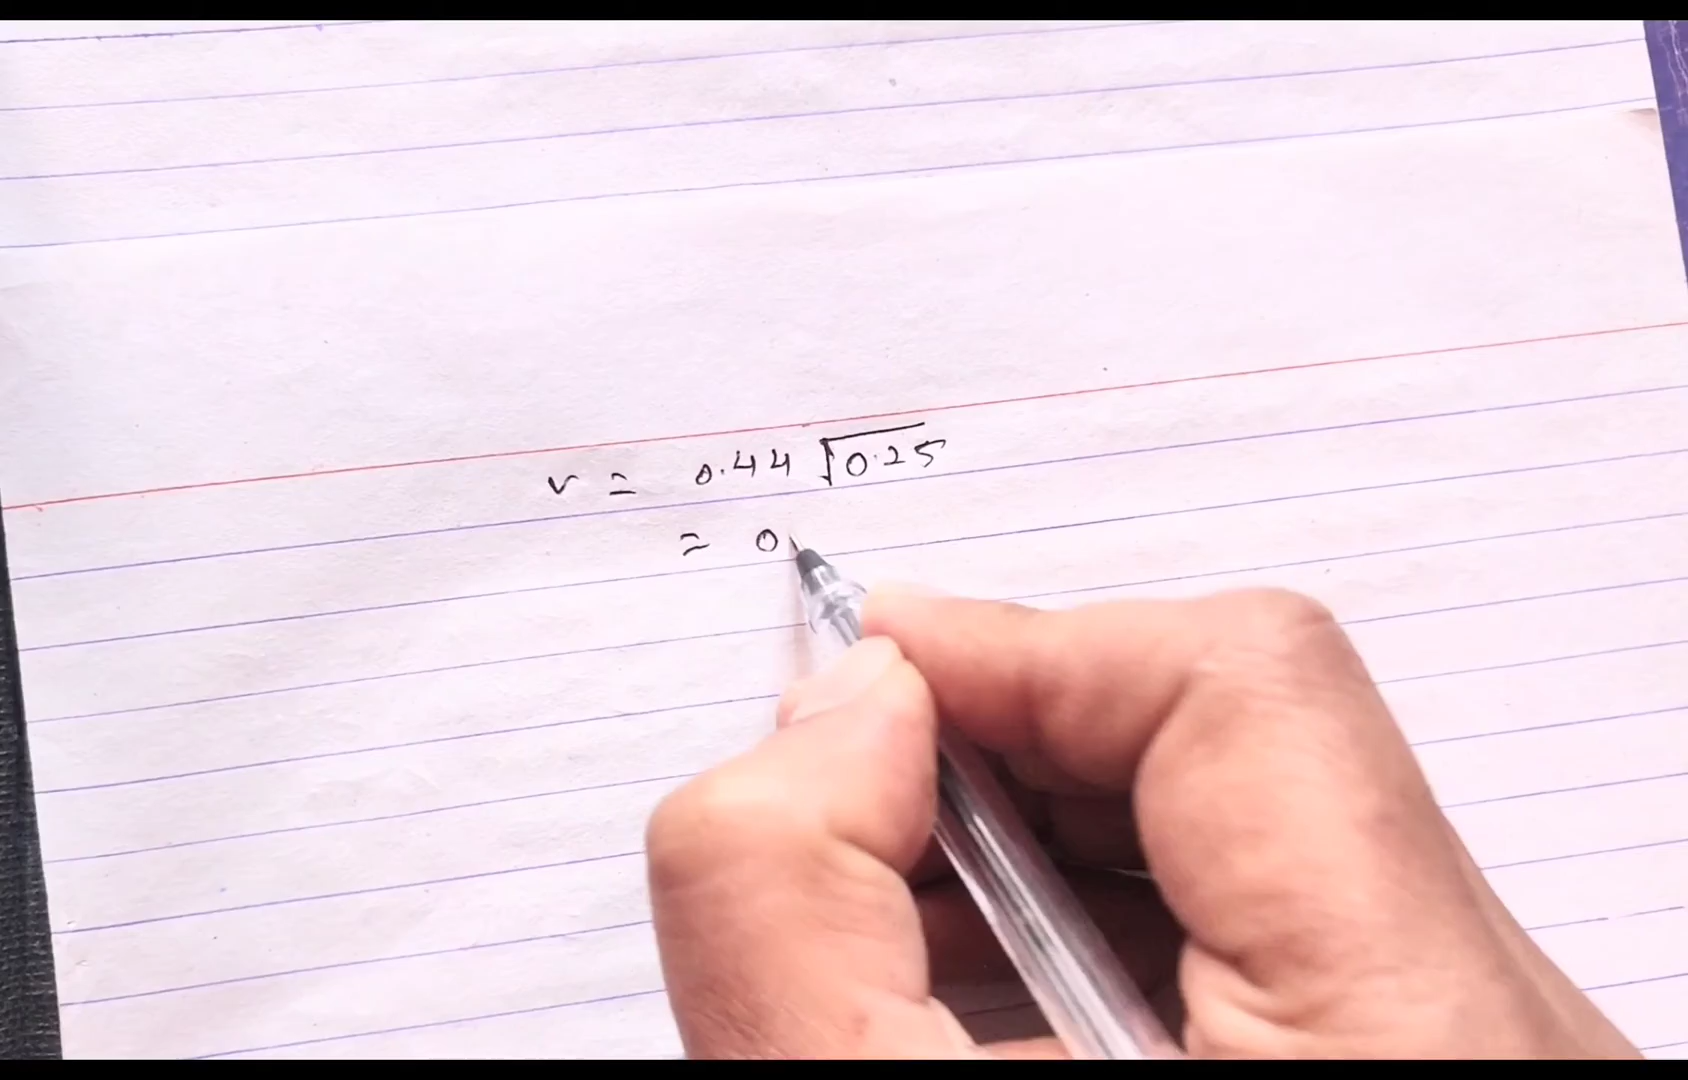 v = 0.44 √0.25
= 0